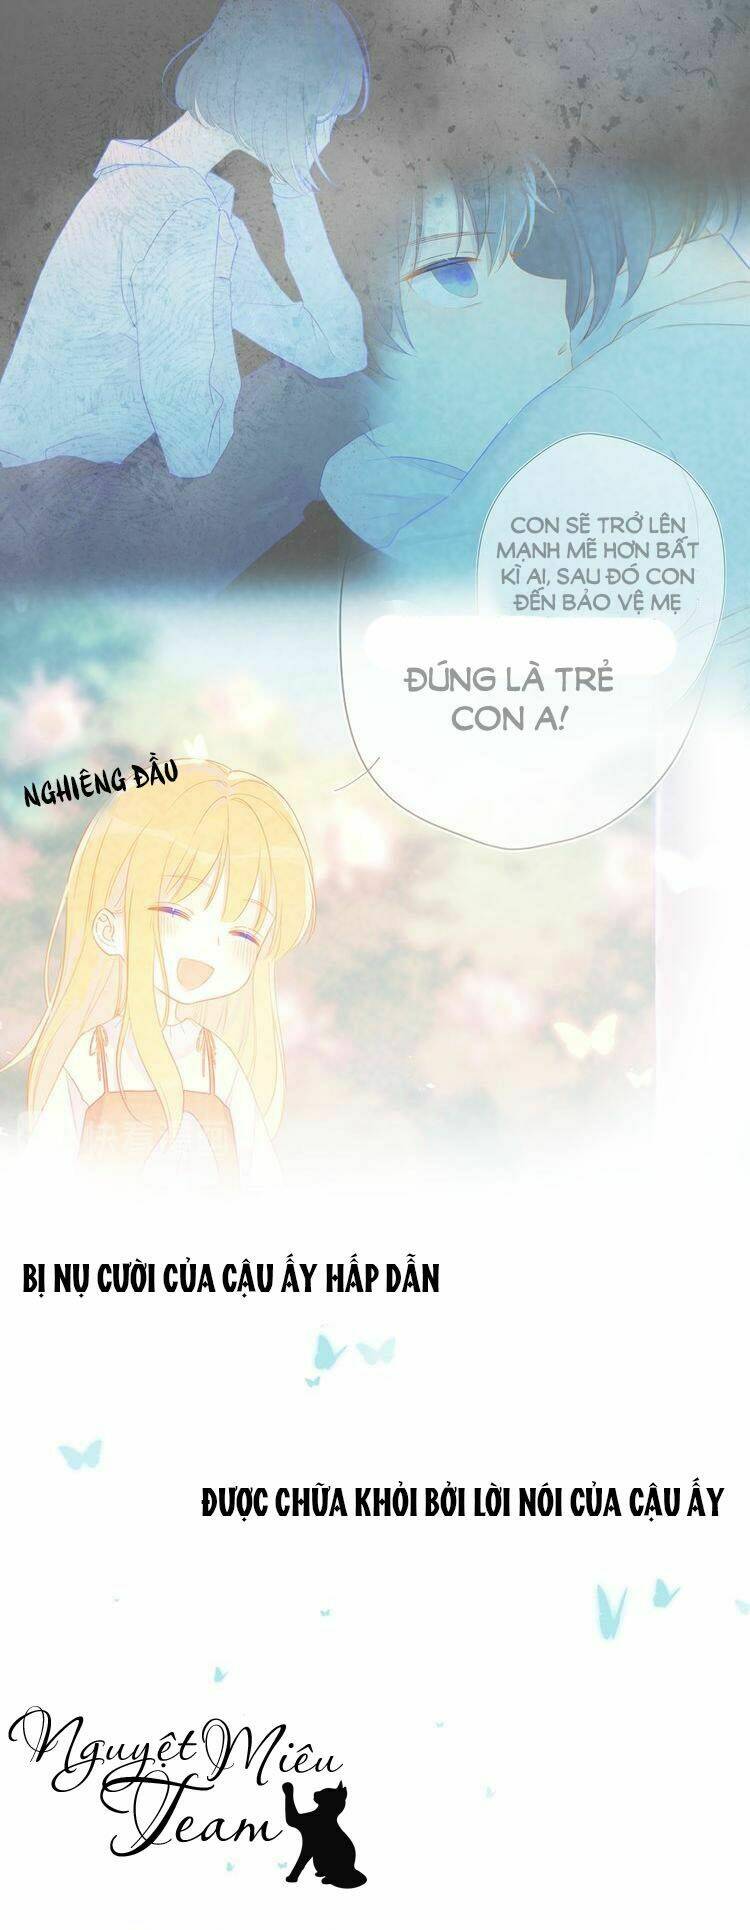 CON SẼ TRỞ LÊN
MẠNH MẼ HƠN BẤT
KÌ AI, SAU ĐÓ CON
ĐẾN BẢO VỆ MẸ
ĐỨNG LÀ TRẺ
CON A!
NGHIÊNG ĐẦU
BỊ NỤ CƯỜI CỦA CẬU ẤY HẤP DẪN
ĐƯỢC CHỮA KHỎI BỞI LỜI NÓI CỦA CẬU ẤY
Nguyệt Miêu
Team